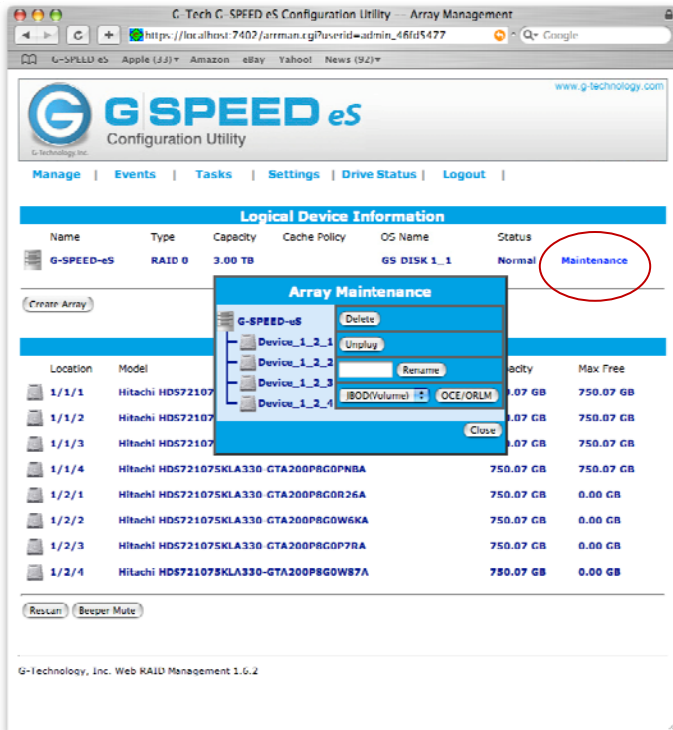 G-Tech G-SPEED eS Configuration Utility — Array Management
https://localhost:7402/arrman.cgi?userid=admin_46fd5477
Google
G-SPEED eS Apple (33) Amazon eBay Yahoo! News (92)
www.g-technology.com
G SPEED eS
Configuration Utility
G-Technology, Inc.
Manage | Events | Tasks | Settings | Drive Status | Logout |
Logical Device Information
Name Type Capacity Cache Policy OS Name Status
G-SPEED-eS RAID 0 3.00 TB GS DISK 1_1 Normal Maintenance
Create Array
Array Maintenance
G-SPEED-eS Delete
Device_1_2_1 Unplug
Device_1_2_2 Rename
Device_1_2_3
Device_1_2_4 JBOD(Volume) OCE/ORLM
Close
Location Model Max Free
1/1/1 Hitachi HDS72107 750.07 GB
1/1/2 Hitachi HDS72107 750.07 GB
1/1/3 Hitachi HDS72107 750.07 GB
1/1/4 Hitachi HDS721075KLA330-GTA200P8G0PNBA 750.07 GB 750.07 GB
1/2/1 Hitachi HDS721075KLA330-GTA200P8G0R26A 750.07 GB 0.00 GB
1/2/2 Hitachi HDS721075KLA330-GTA200P8G0W6KA 750.07 GB 0.00 GB
1/2/3 Hitachi HDS721075KLA330-GTA200P8G0P7RA 750.07 GB 0.00 GB
1/2/4 Hitachi HDS721075KLA330-GTA200P8G0W87A 750.07 GB 0.00 GB
Rescan Beeper Mute
G-Technology, Inc. Web RAID Management 1.6.2